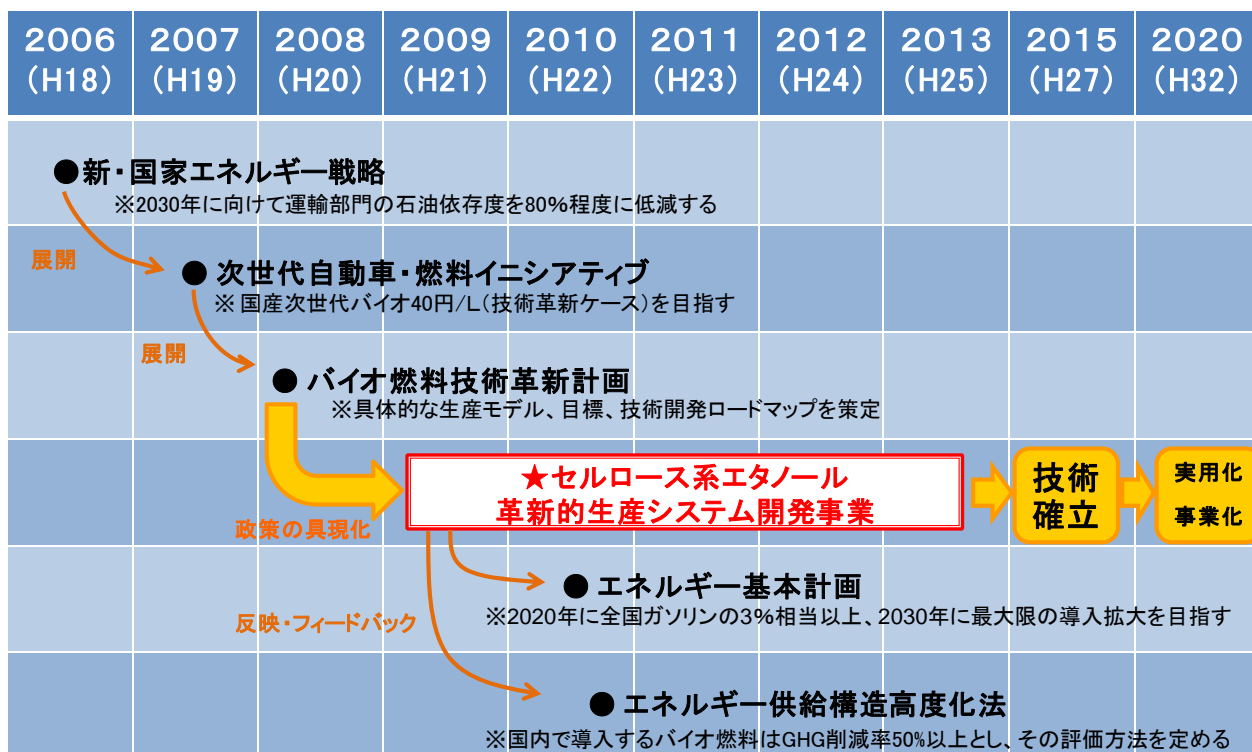 2006 2007 2008 2009 2010 2011 2012 2013 2015 2020
(H18) (H19) (H20) (H21) (H22) (H23) (H24) (H25) (H27) (H32)
●新・国家エネルギー戦略
※2030年に向けて運輸部門の石油依存度を80%程度に低減する
展開
● 次世代自動車・燃料イニシアティブ
※ 国産次世代バイオ40円/L(技術革新ケース)を目指す
展開
● バイオ燃料技術革新計画
※具体的な生産モデル、目標、技術開発ロードマップを策定
★セルロース系エタノール
革新的生産システム開発事業
技術
確立
実用化
事業化
政策の具現化
● エネルギー基本計画
※2020年に全国ガソリンの3%相当以上、2030年に最大限の導入拡大を目指す
反映・フィードバック
● エネルギー供給構造高度化法
※国内で導入するバイオ燃料はGHG削減率50%以上とし、その評価方法を定める